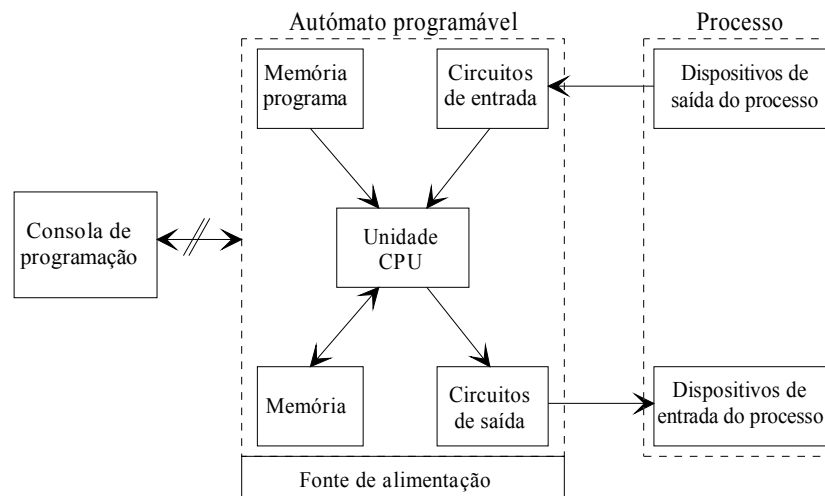 Autómato programável
Processo
Memória
programa
Circuitos
de entrada
Dispositivos de
saída do processo
Consola de
programação
Unidade
CPU
Memória
Circuitos
de saída
Dispositivos de
entrada do processo
Fonte de alimentação